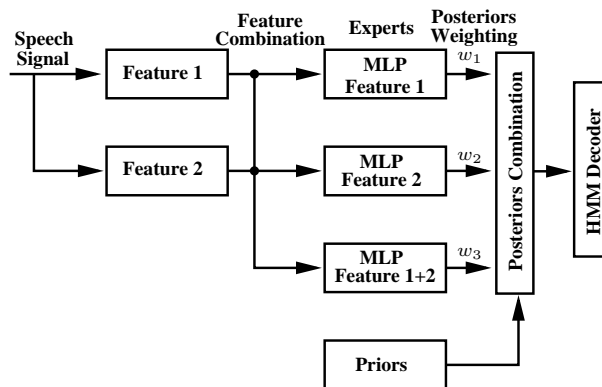 Speech
Signal
Feature
Combination
Experts
Posteriors
Weighting
Feature 1
MLP
Feature 1
w1
Feature 2
MLP
Feature 2
w2
MLP
Feature 1+2
w3
Priors
Posteriors Combination
HMM Decoder